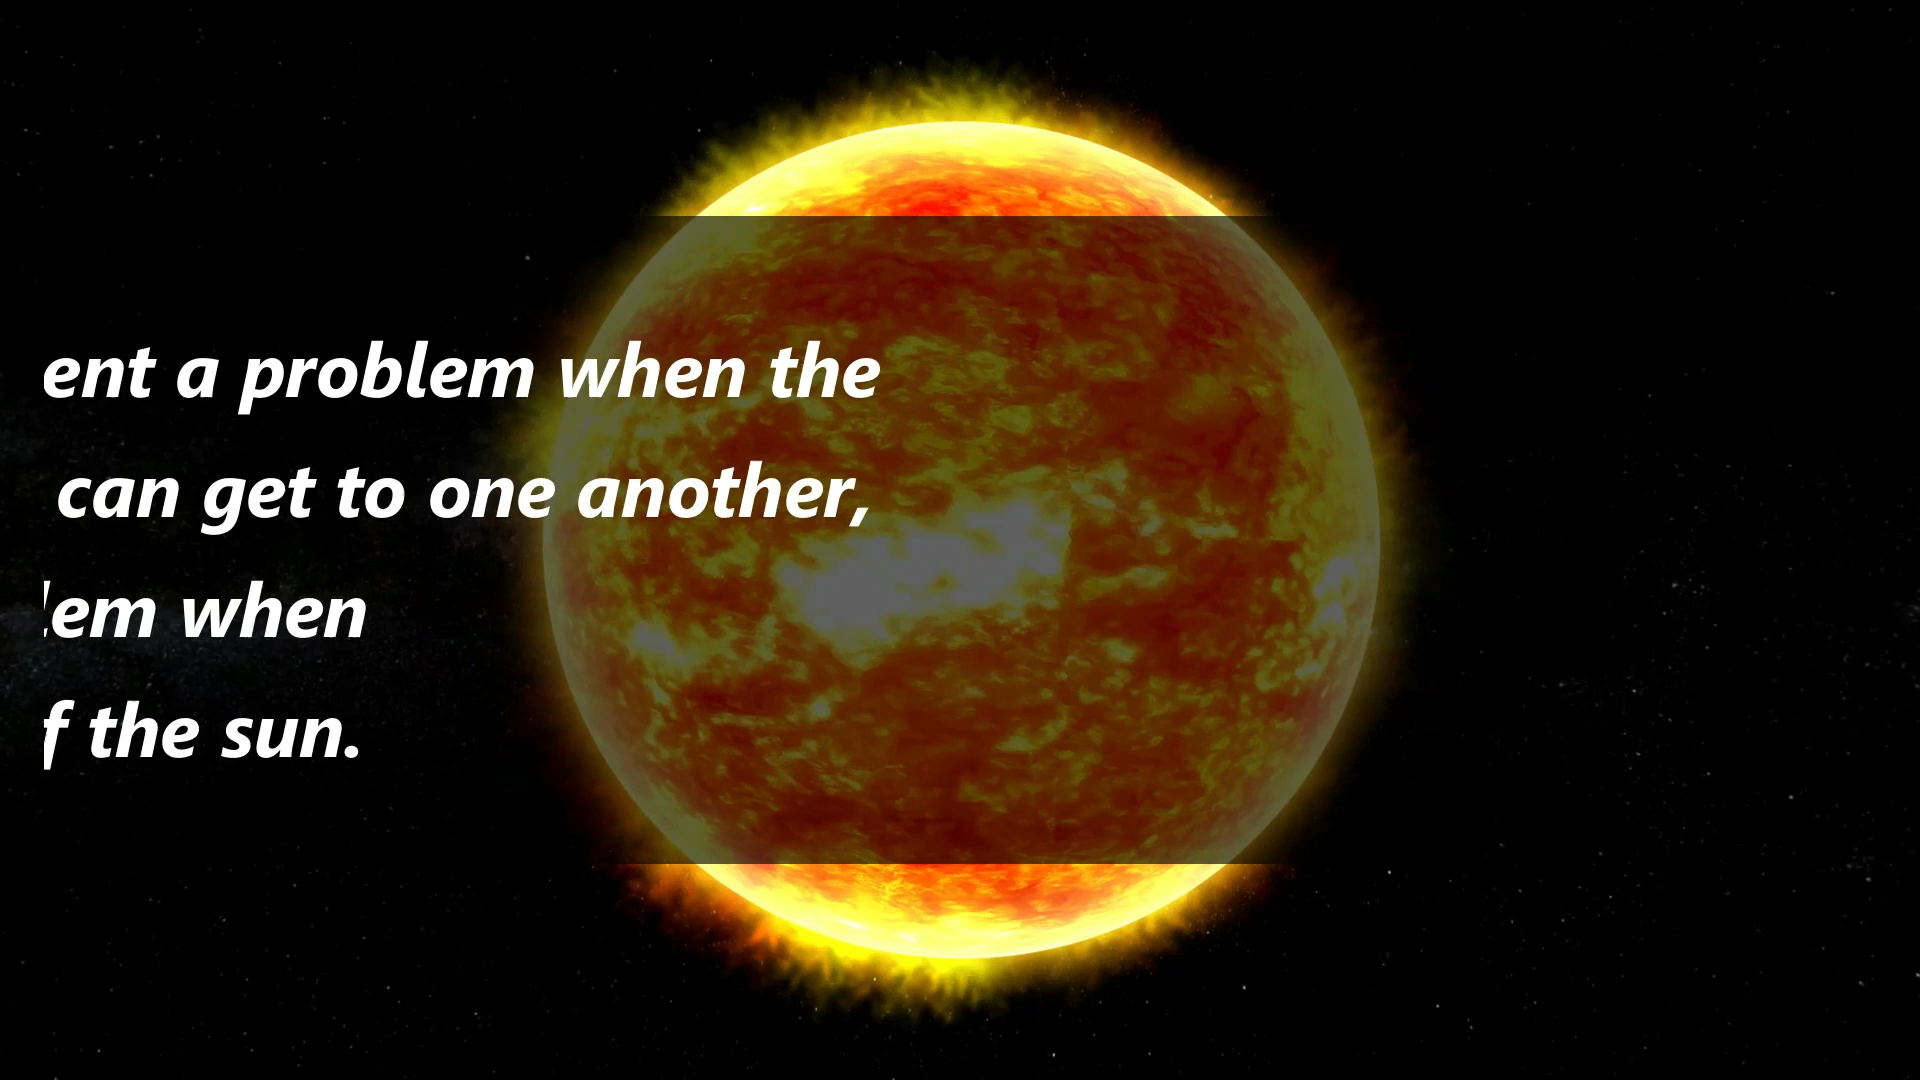 ent a problem when the
can get to one another,
em when
f the sun.